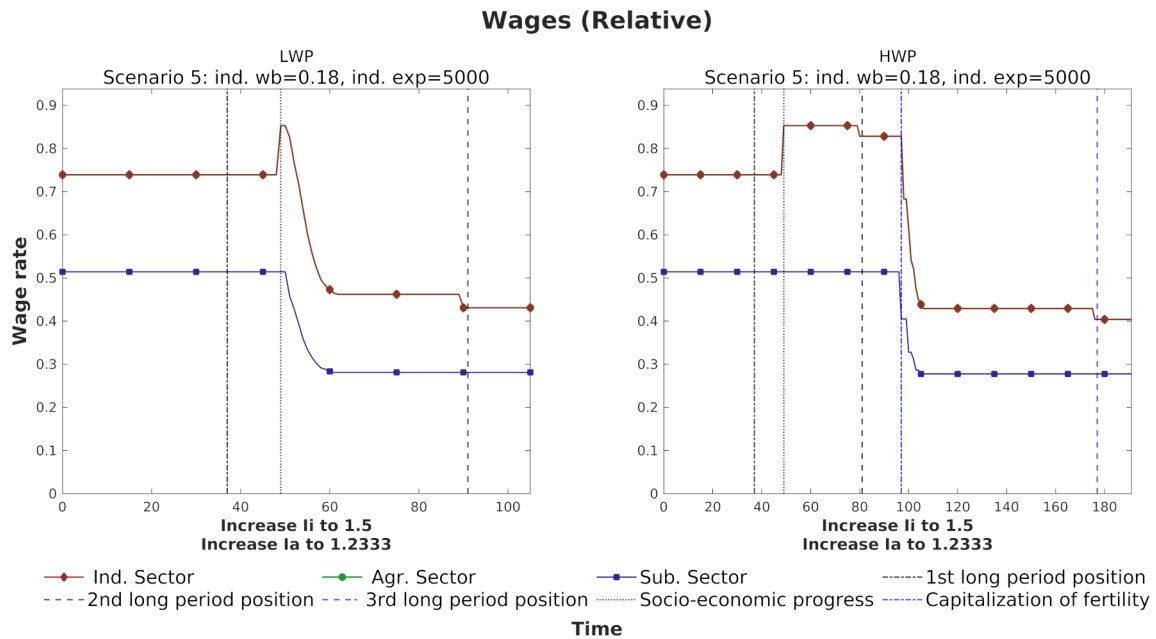 Wages (Relative)
LWP
Scenario 5: ind. wb=0.18, ind. exp=5000
HWP
Scenario 5: ind. wb=0.18, ind. exp=5000
Wage rate
0.9
0.8
0.7
0.6
0.5
0.4
0.3
0.2
0.1
0
0 20 40 60 80 100
Increase Ii to 1.5
Increase Ia to 1.2333
0.9
0.8
0.7
0.6
0.5
0.4
0.3
0.2
0.1
0
0 20 40 60 80 100 120 140 160 180
Increase Ii to 1.5
Increase Ia to 1.2333
Ind. Sector Agr. Sector Sub. Sector 1st long period position
2nd long period position 3rd long period position Socio-economic progress Capitalization of fertility
Time